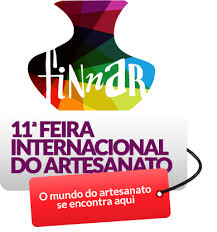 fiNnAR
11ª FEIRA
INTERNACIONAL
DO ARTESANATO
O mundo do artesanato
se encontra aqui